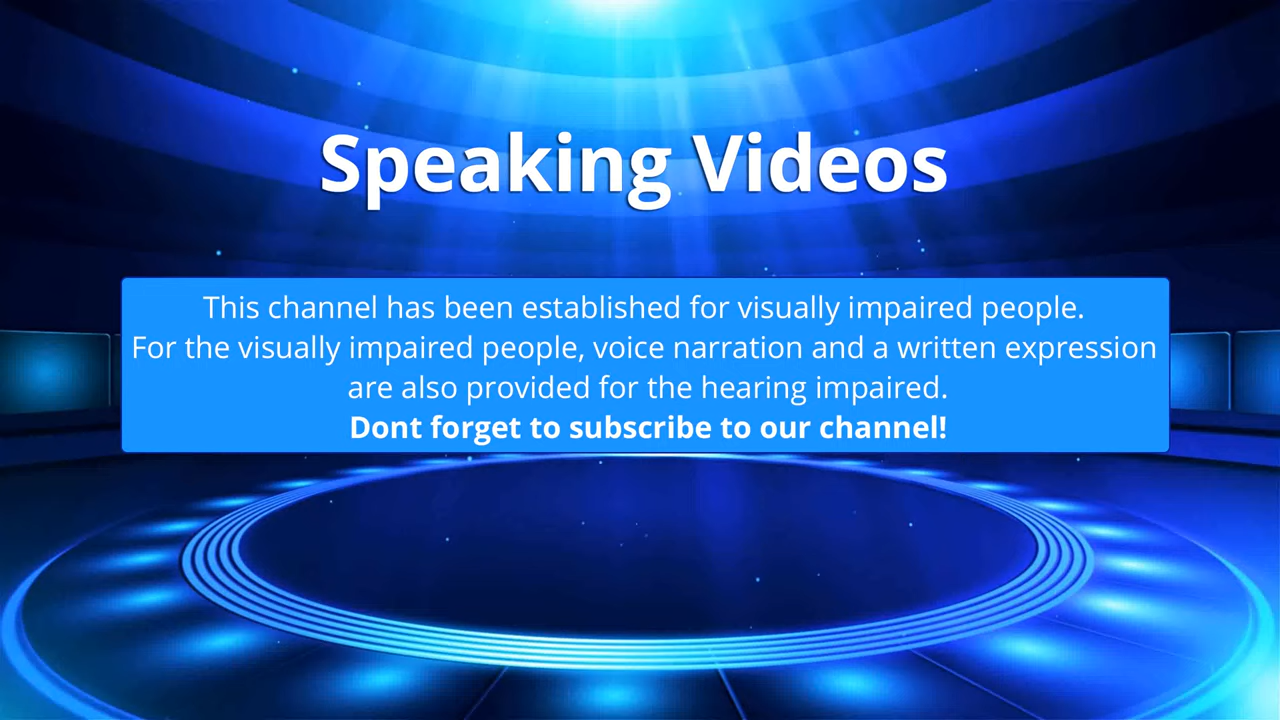 Speaking Videos
This channel has been established for visually impaired people.
For the visually impaired people, voice narration and a written expression
are also provided for the hearing impaired.
Dont forget to subscribe to our channel!